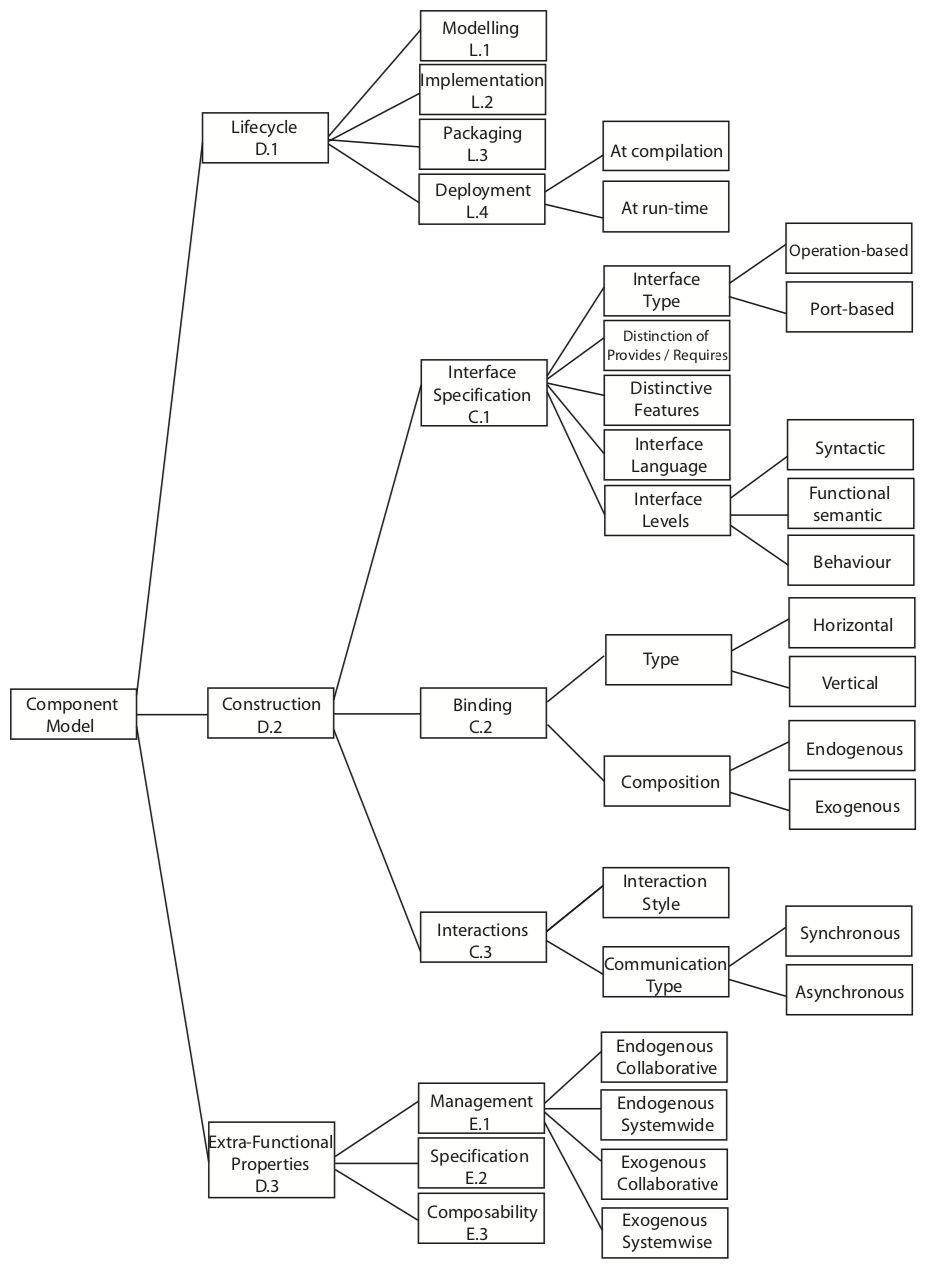 Modelling
L.1
Implementation
L.2
Lifecycle
D.1
Packaging
L.3
Deployment
L.4
At compilation
At run-time
Operation-based
Port-based
Interface
Type
Distinction of
Provides / Requires
Interface
Specification
C.1
Distinctive
Features
Interface
Language
Interface
Levels
Syntactic
Functional
semantic
Behaviour
Horizontal
Type
Vertical
Component
Model
Construction
D.2
Binding
C.2
Endogenous
Composition
Exogenous
Interaction
Style
Interactions
C.3
Synchronous
Communication
Type
Asynchronous
Endogenous
Collaborative
Management
E.1
Endogenous
Systemwide
Extra-Functional
Properties
D.3
Specification
E.2
Exogenous
Collaborative
Composability
E.3
Exogenous
Systemwise